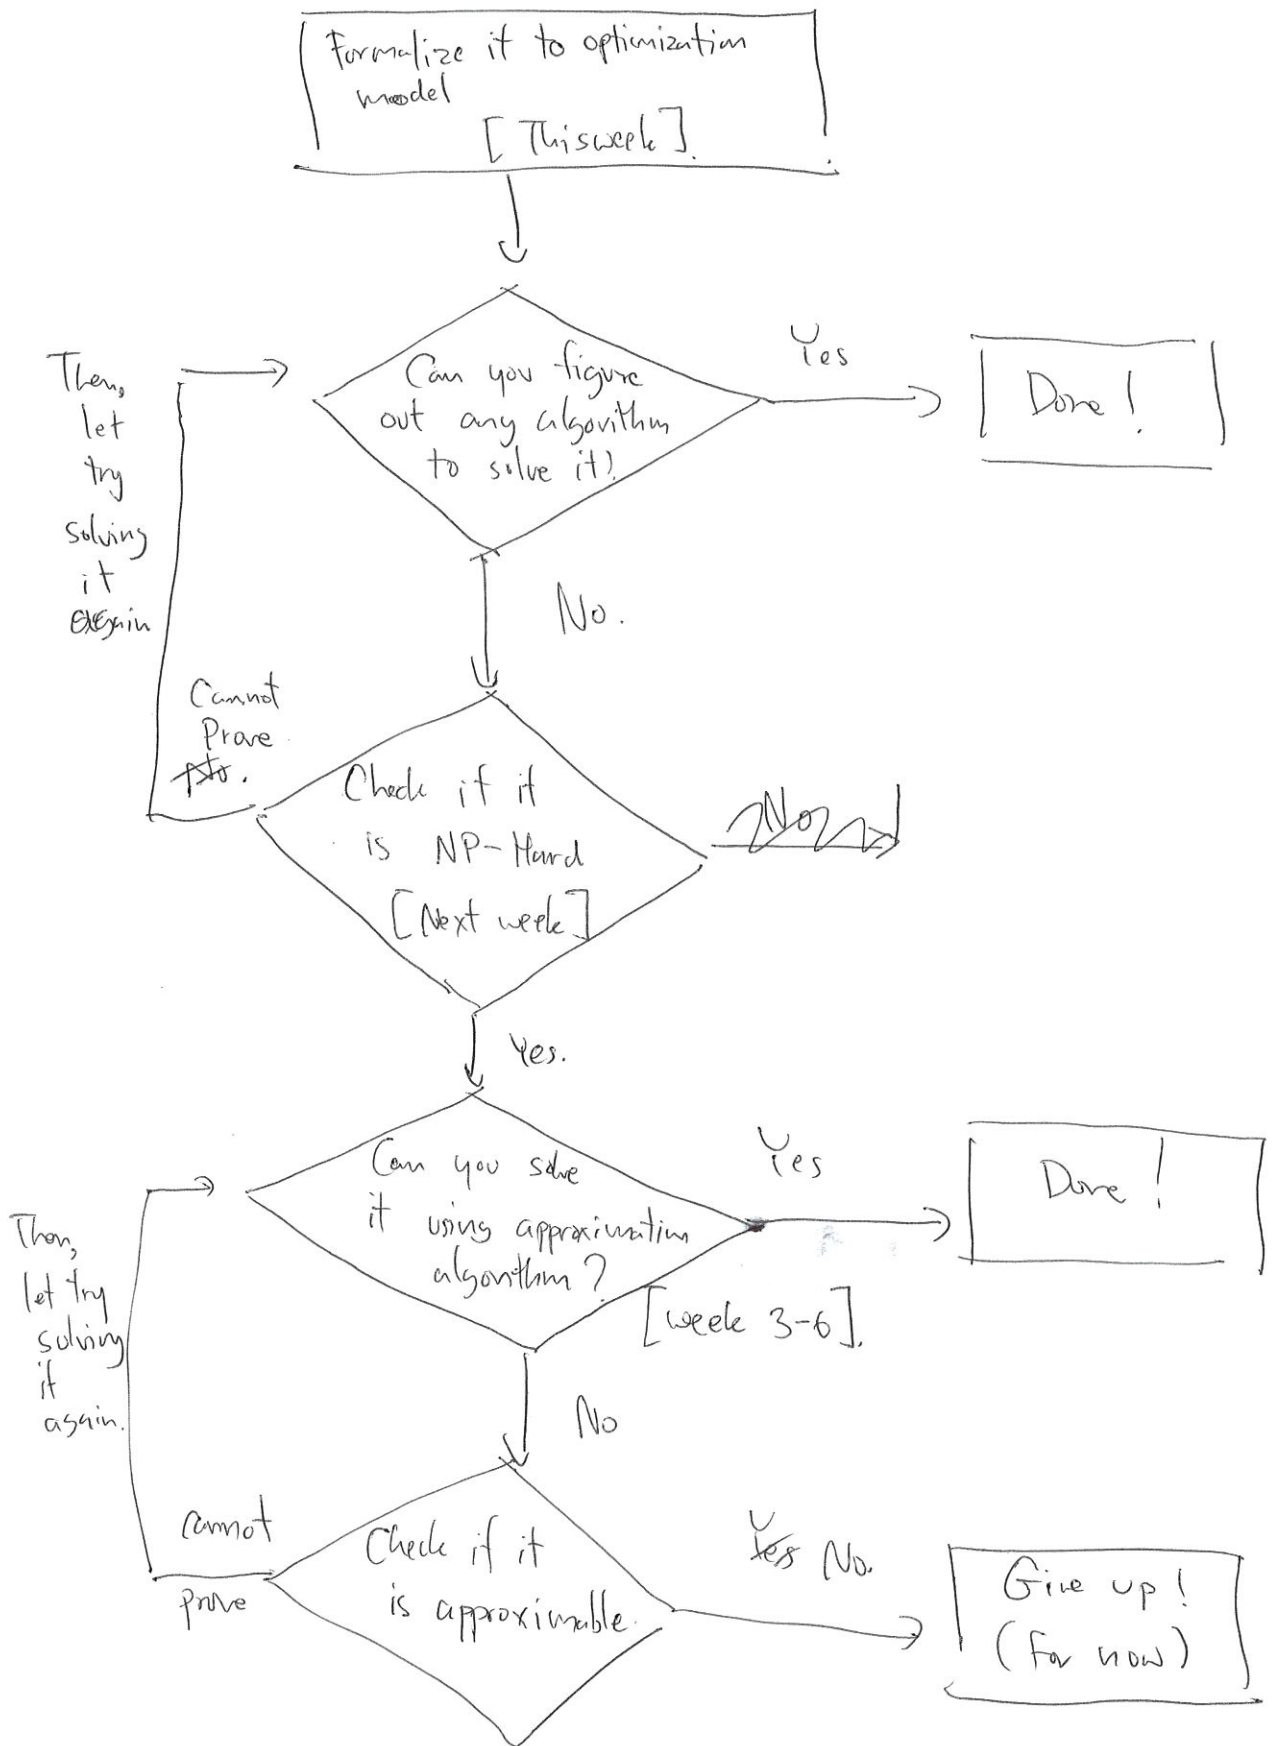 Formalize it to optimization
model
[This week].
Can you figure
out any algorithm
to solve it?
Yes
Done!
Then,
let
try
solving
it
again
No.
Cannot
Prove
No.
Check if it
is NP-Hard
[Next week]
No
Yes.
Can you solve
it using approximation
algorithm?
[week 3-6].
Yes
Done!
Then,
let try
solving
it
again.
No
cannot
prove
Check if it
is approximable.
Yes No.
Give up!
(For now)